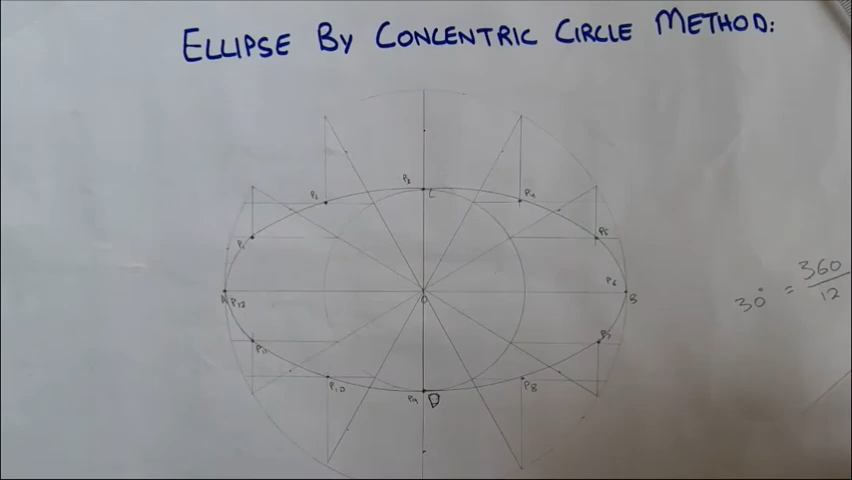 ELLIPSE BY CONCENTRIC CIRCLE METHOD:
P3
C
P2
P4
P1
P5
P6
A
P12
O
B
30° = 360
12
P11
P7
P10
P8
P9
D